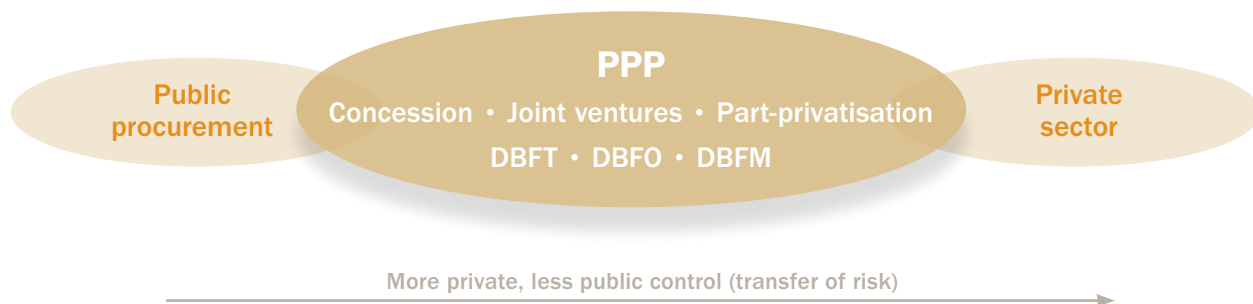 PPP
Public
procurement
Concession • Joint ventures • Part-privatisation
Private
sector
DBFT • DBFO • DBFM
More private, less public control (transfer of risk)